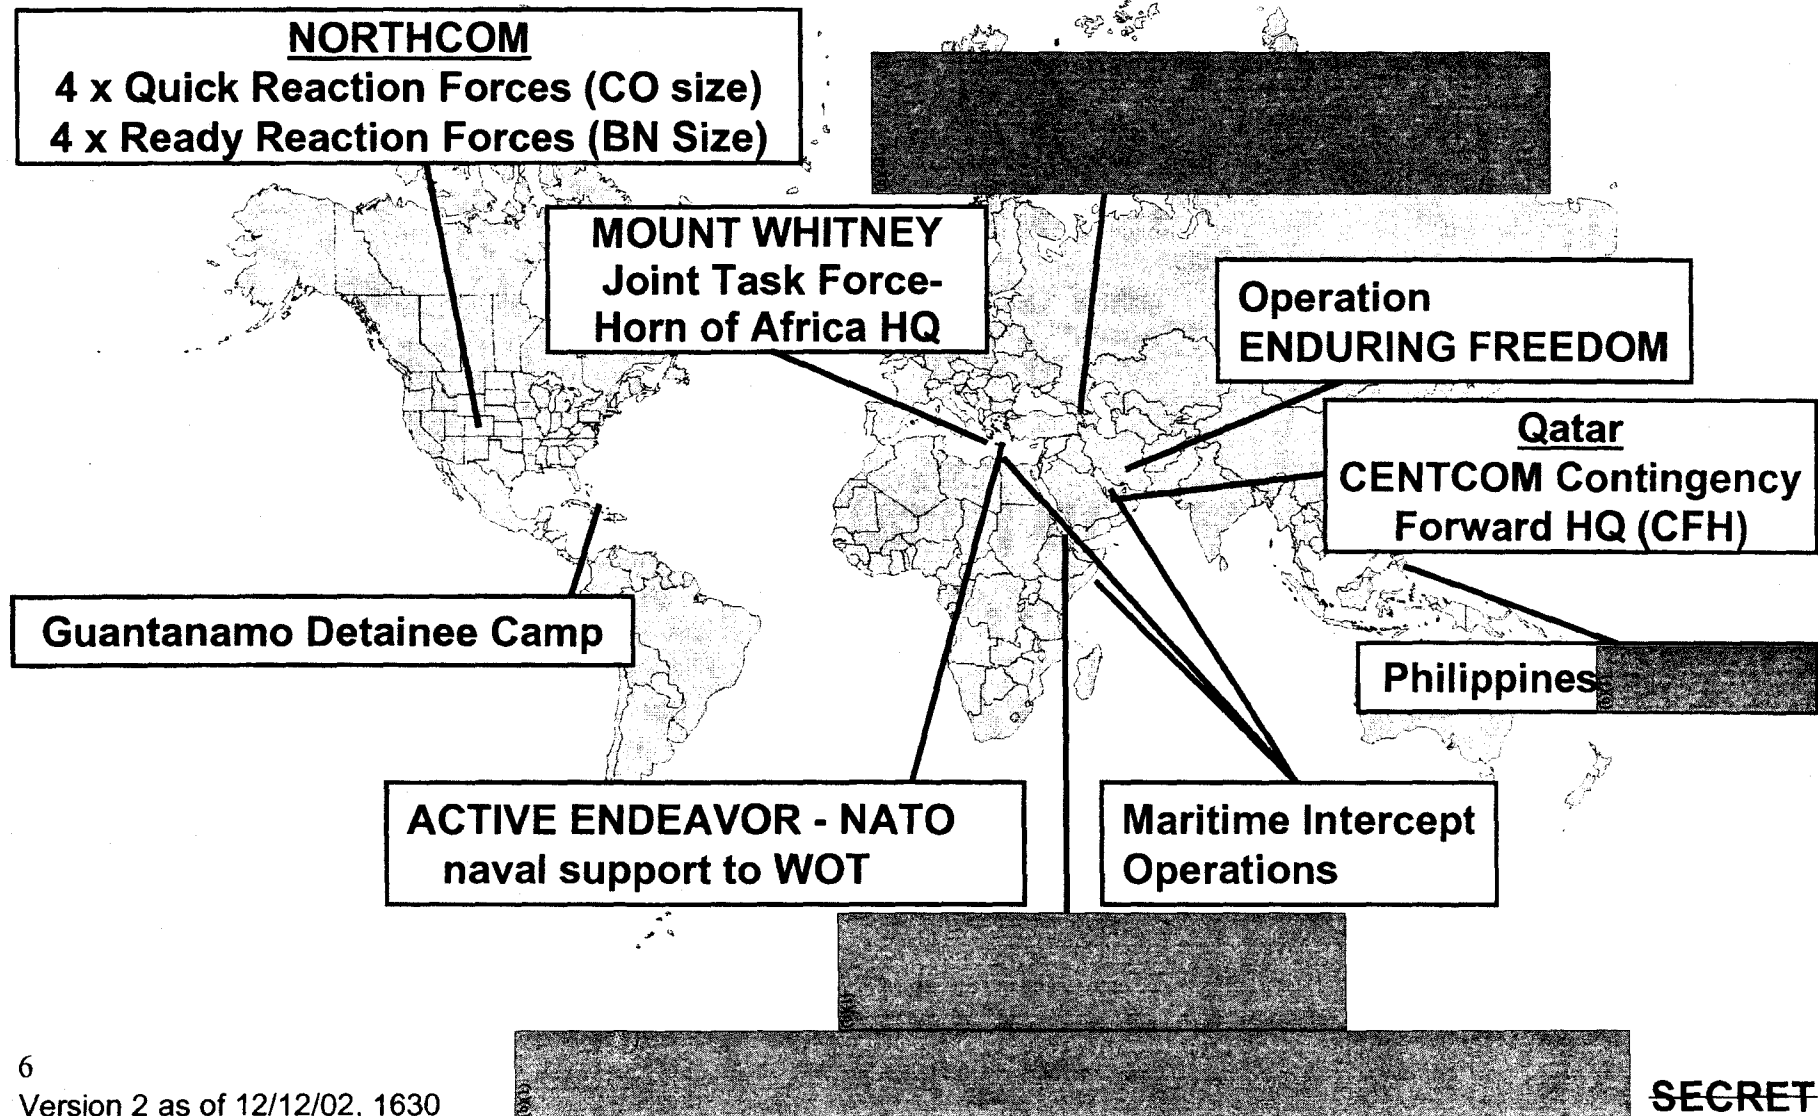 NORTHCOM
4 x Quick Reaction Forces (CO size)
4 x Ready Reaction Forces (BN Size)
MOUNT WHITNEY
Joint Task Force-
Horn of Africa HQ
Operation
ENDURING FREEDOM
Qatar
CENTCOM Contingency
Forward HQ (CFH)
Guantanamo Detainee Camp
Philippines
ACTIVE ENDEAVOR - NATO
naval support to WOT
Maritime Intercept
Operations
6
Version 2 as of 12/12/02, 1630
SECRET